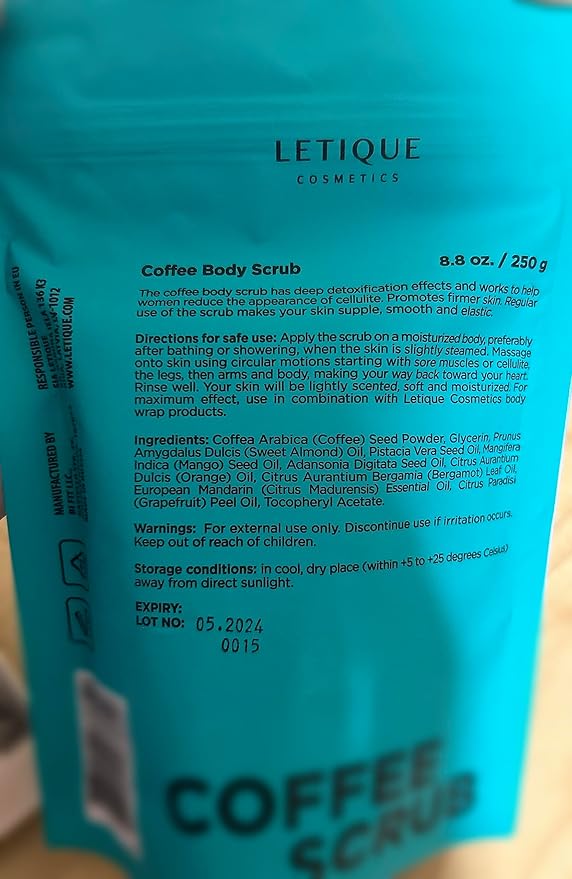 LETIQUE
COSMETICS
Coffee Body Scrub
8.8 oz. / 250 g
The coffee body scrub has deep detoxification effects and works to help
women reduce the appearance of cellulite. Promotes firmer skin. Regular
use of the scrub makes your skin supple, smooth and elastic.
Directions for safe use: Apply the scrub on a moisturized body, preferably
after bathing or showering, when the skin is slightly steamed. Massage
onto skin using circular motions starting with sore muscles or cellulite,
the legs, then arms and body, making your way back toward your heart.
Rinse well. Your skin will be lightly scented, soft and moisturized. For
maximum effect, use in combination with Letique Cosmetics body
wrap products.
Ingredients: Coffea Arabica (Coffee) Seed Powder, Glycerin, Prunus
Amygdalus Dulcis (Sweet Almond) Oil, Pistacia Vera Seed Oil, Mangifera
Indica (Mango) Seed Oil, Adansonia Digitata Seed Oil, Citrus Aurantium
Dulcis (Orange) Oil, Citrus Aurantium Bergamia (Bergamot) Leaf Oil,
European Mandarin (Citrus Madurensis) Essential Oil, Citrus Paradisi
(Grapefruit) Peel Oil, Tocopheryl Acetate.
Warnings: For external use only. Discontinue use if irritation occurs.
Keep out of reach of children.
Storage conditions: in cool, dry place (within +5 to +25 degrees Celsius)
away from direct sunlight.
EXPIRY:
LOT NO: 05.2024
0015
RESPONSIBLE PERSON IN EU
WWW.LETIQUE.COM
MANUFACTURED BY
BI FIT LLC,
COFFEE
SCRUB